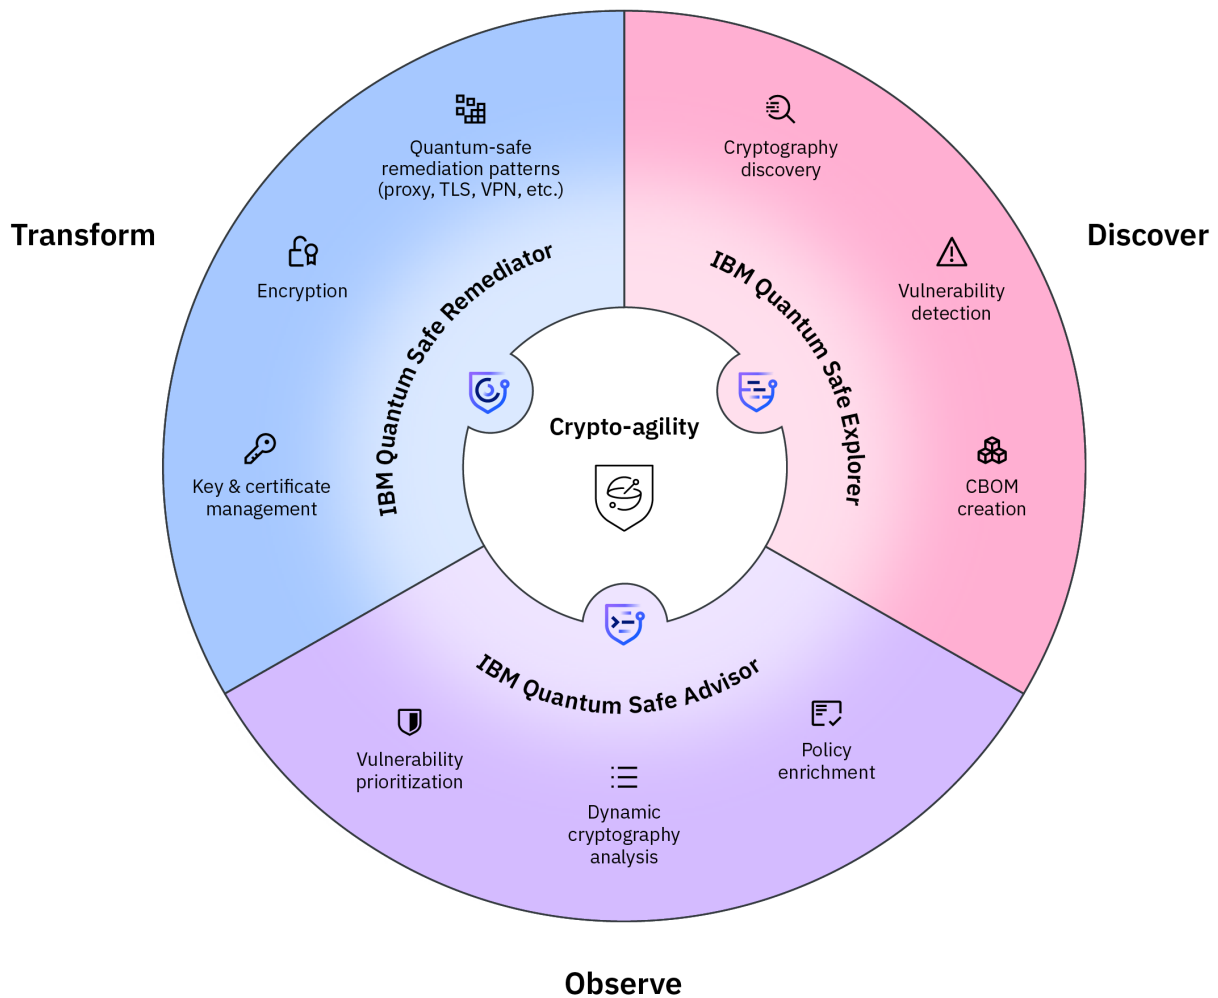 Quantum-safe
remediation patterns
(proxy, TLS, VPN, etc.)
Cryptography
discovery
Transform
Discover
Encryption
Vulnerability
detection
IBM Quantum Safe Remediator
IBM Quantum Safe Explorer
Crypto-agility
Key & certificate
management
CBOM
creation
IBM Quantum Safe Advisor
Vulnerability
prioritization
Dynamic
cryptography
analysis
Policy
enrichment
Observe